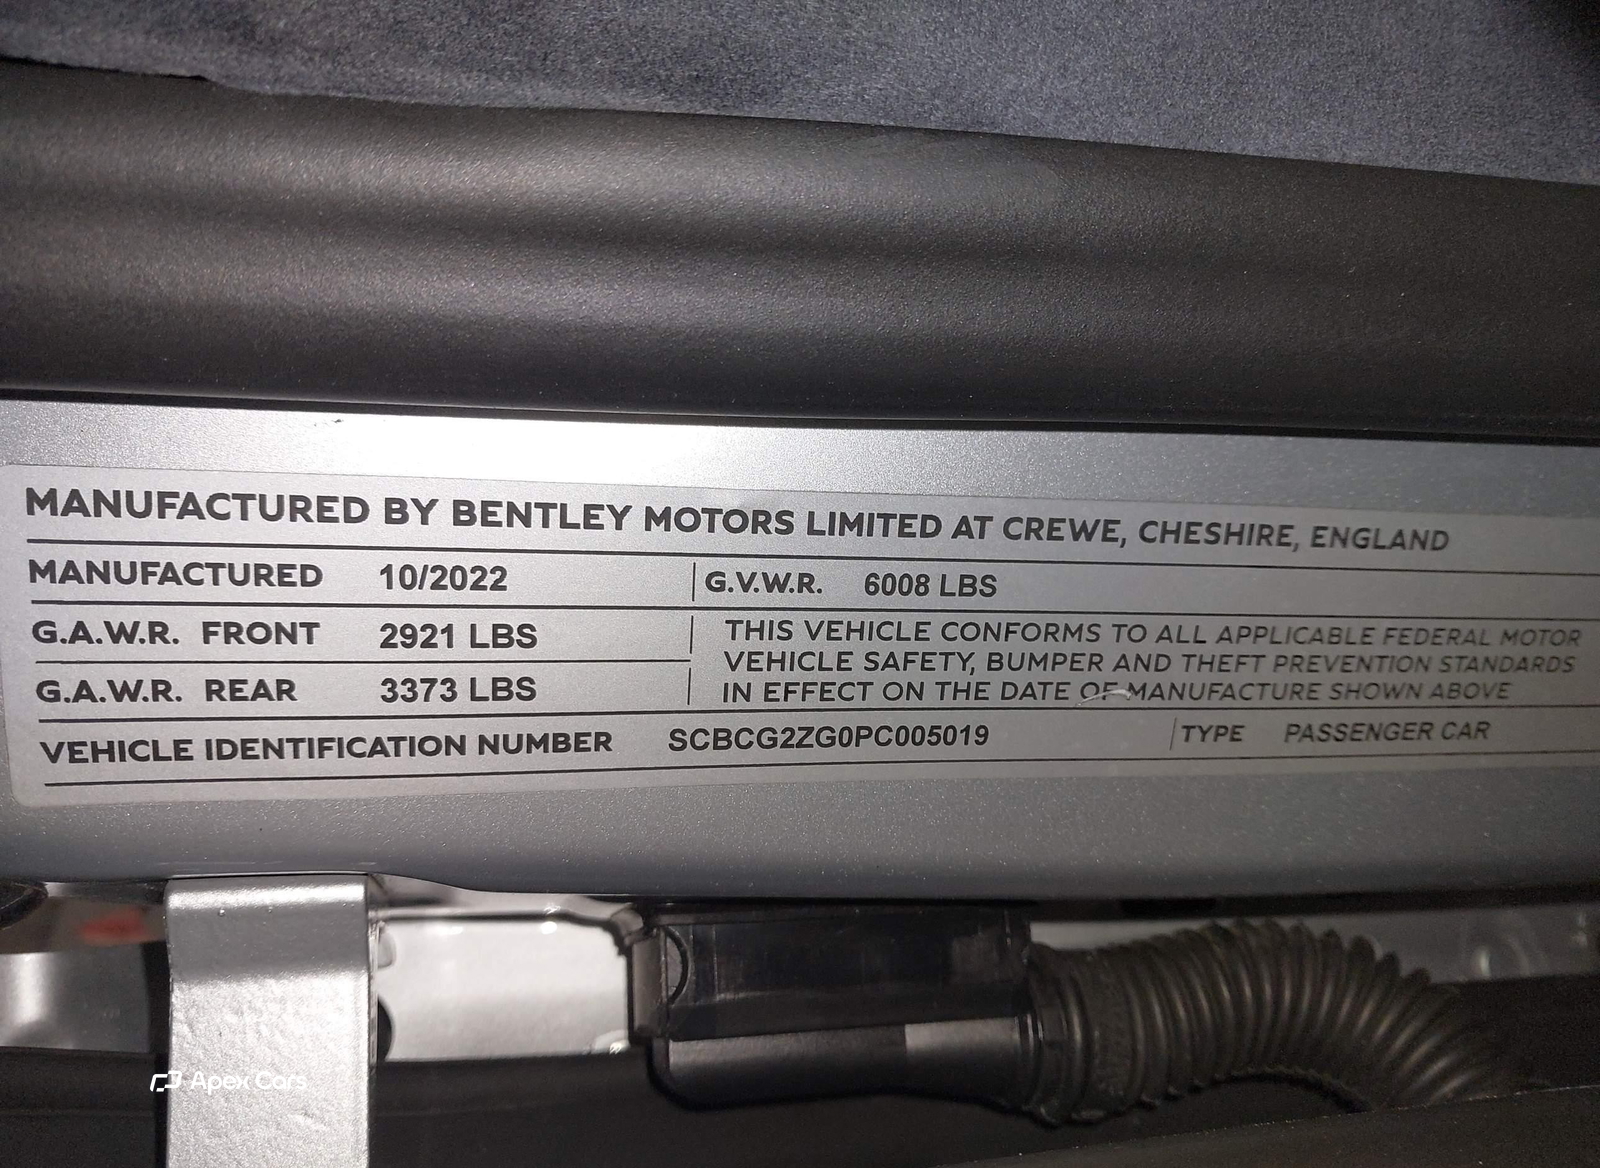 MANUFACTURED BY BENTLEY MOTORS LIMITED AT CREWE, CHESHIRE, ENGLAND
MANUFACTURED 10/2022 G.V.W.R. 6008 LBS
G.A.W.R. FRONT 2921 LBS
G.A.W.R. REAR 3373 LBS
THIS VEHICLE CONFORMS TO ALL APPLICABLE FEDERAL MOTOR
VEHICLE SAFETY, BUMPER AND THEFT PREVENTION STANDARDS
IN EFFECT ON THE DATE OF MANUFACTURE SHOWN ABOVE
VEHICLE IDENTIFICATION NUMBER SCBCG2ZG0PC005019 TYPE PASSENGER CAR
Apex Cars